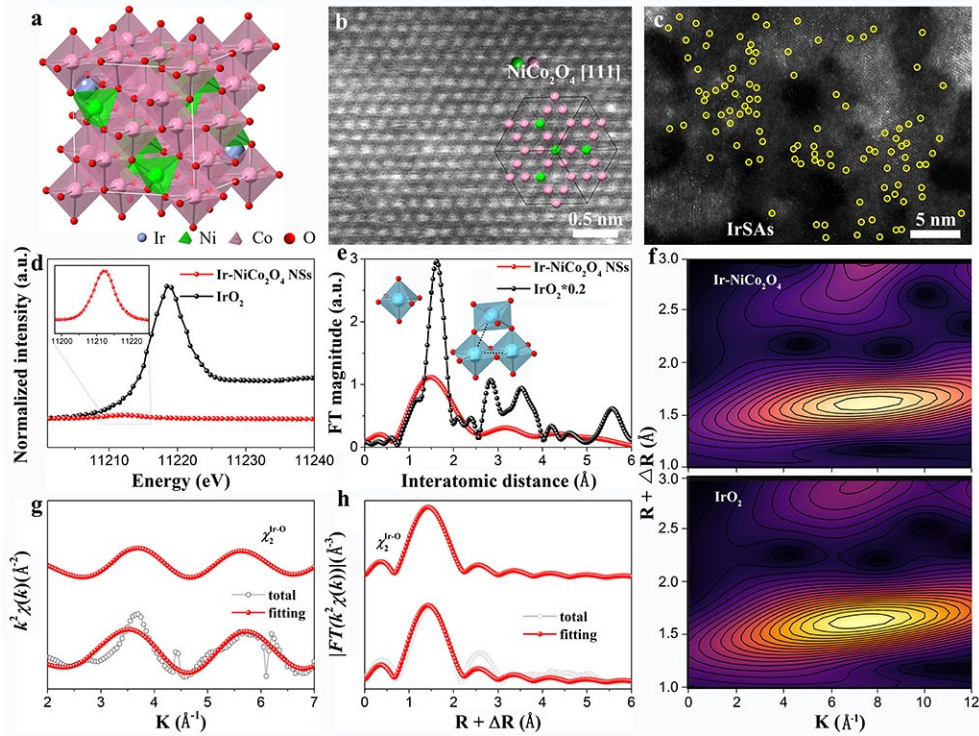 a
Ir Ni Co O
b
NiCo₂O₄ [111]
0.5 nm
c
IrSAs
5 nm
d
Ir-NiCo₂O₄ NSs
IrO₂
11200 11210 11220
Normalized intensity (a.u.)
11210 11220 11230 11240
Energy (eV)
e
Ir-NiCo₂O₄ NSs
IrO₂*0.2
FT magnitude (a.u.)
3
2
1
0
0 1 2 3 4 5 6
Interatomic distance (Å)
f
Ir-NiCo₂O₄
3.0
2.5
2.0
1.5
1.0
IrO₂
3.0
2.5
2.0
1.5
1.0
R + △R (Å)
0 2 4 6 8 10 12
K (Å⁻¹)
g
χ₂ᴵʳ⁻ᴼ
total
fitting
k²χ(k)(Å⁻²)
2 3 4 5 6 7
K (Å⁻¹)
h
χ₂ᴵʳ⁻ᴼ
total
fitting
|FT(k²χ(k))|(Å⁻³)
0 1 2 3 4 5 6
R + ΔR (Å)